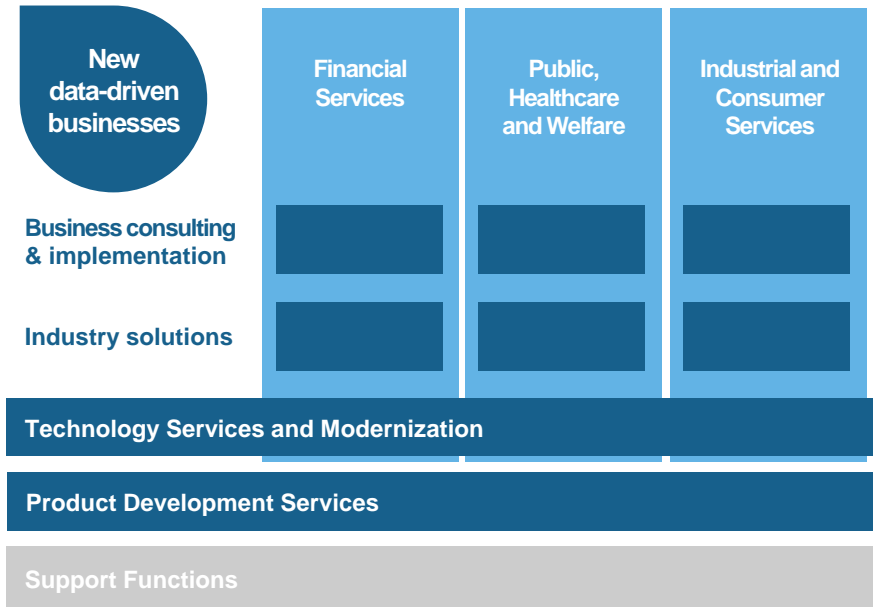 New
data-driven
businesses
Financial
Services
Public,
Healthcare
and Welfare
Industrial and
Consumer
Services
Business consulting
& implementation
Industry solutions
Technology Services and Modernization
Product Development Services
Support Functions